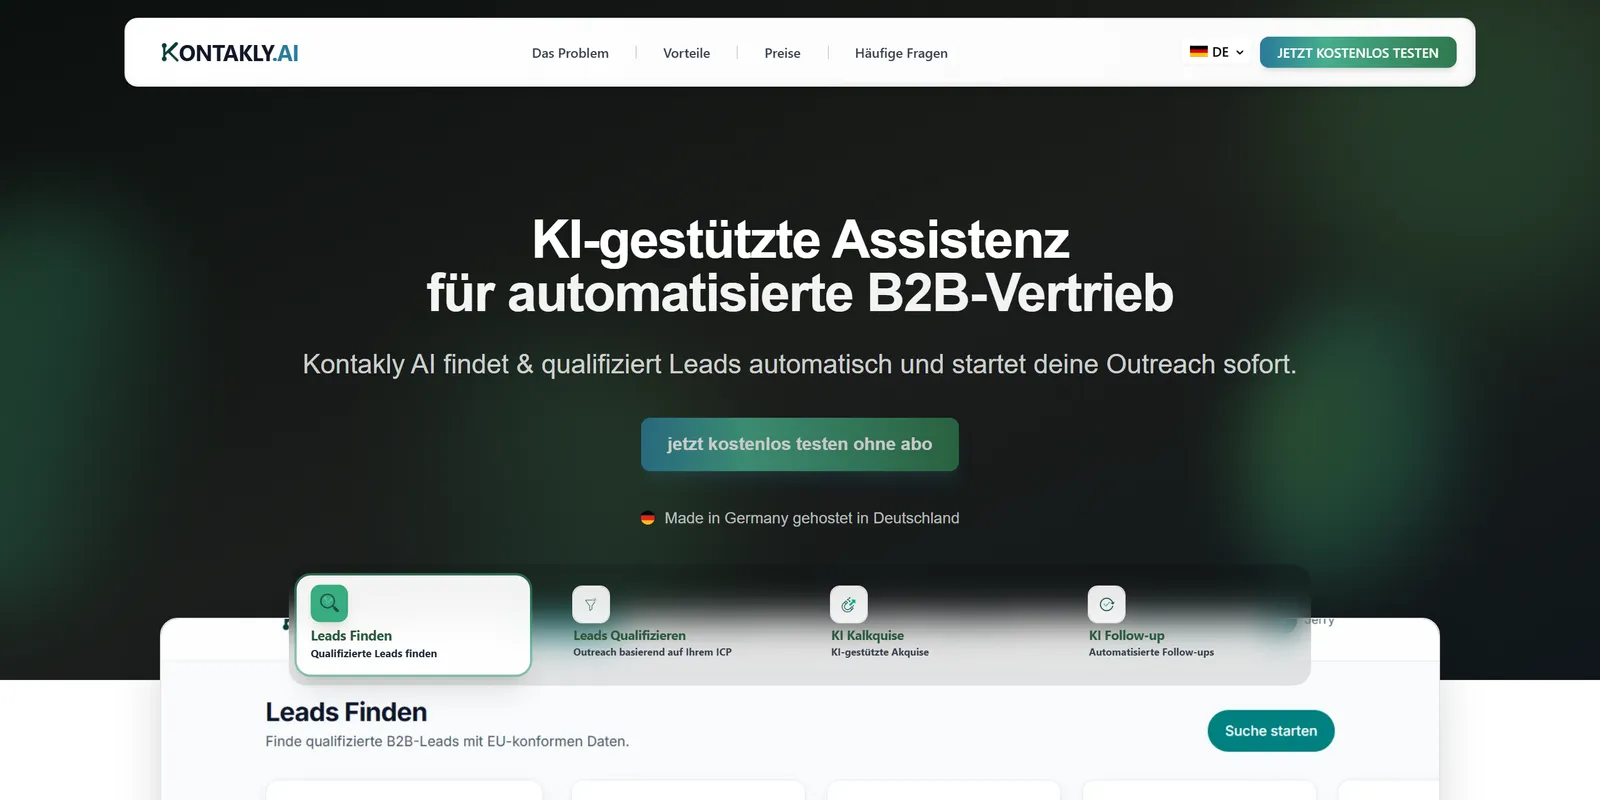 KONTAKLY.AI
Das Problem
Vorteile
Preise
Häufige Fragen
DE
JETZT KOSTENLOS TESTEN
KI-gestützte Assistenz
für automatisierte B2B-Vertrieb
Kontakly AI findet & qualifiziert Leads automatisch und startet deine Outreach sofort.
jetzt kostenlos testen ohne abo
Made in Germany gehostet in Deutschland
Leads Finden
Qualifizierte Leads finden
Leads Qualifizieren
Outreach basierend auf Ihrem ICP
KI Kalkquise
KI-gestützte Akquise
KI Follow-up
Automatisierte Follow-ups
Jerry
Leads Finden
Finde qualifizierte B2B-Leads mit EU-konformen Daten.
Suche starten